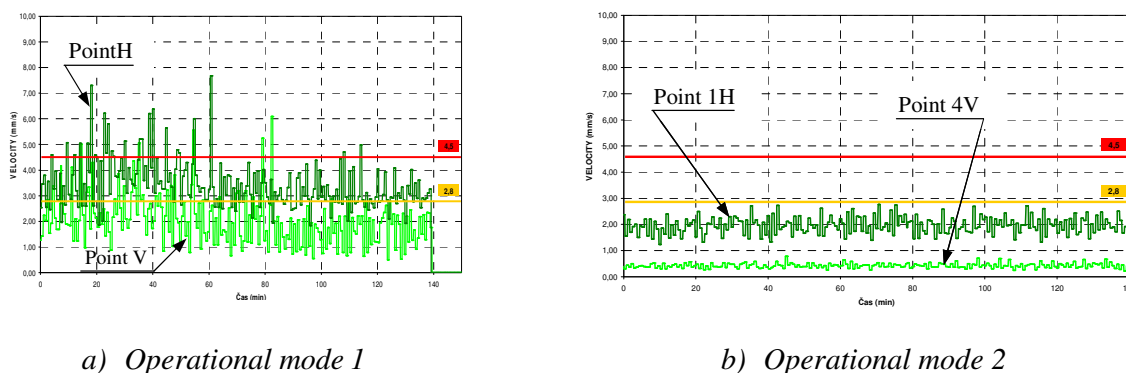 10,00
9,00
8,00
7,00
6,00
5,00
4,00
3,00
2,00
1,00
0,00
VELOCITY (mm/s)
PointH
Point V
4,5
2,8
0 20 40 60 80 100 120 140
Čas (min)
a) Operational mode 1
10,00
9,00
8,00
7,00
6,00
5,00
4,00
3,00
2,00
1,00
0,00
VELOCITY (mm/s)
Point 1H
Point 4V
4,5
2,8
0 20 40 60 80 100 120
Čas (min)
b) Operational mode 2